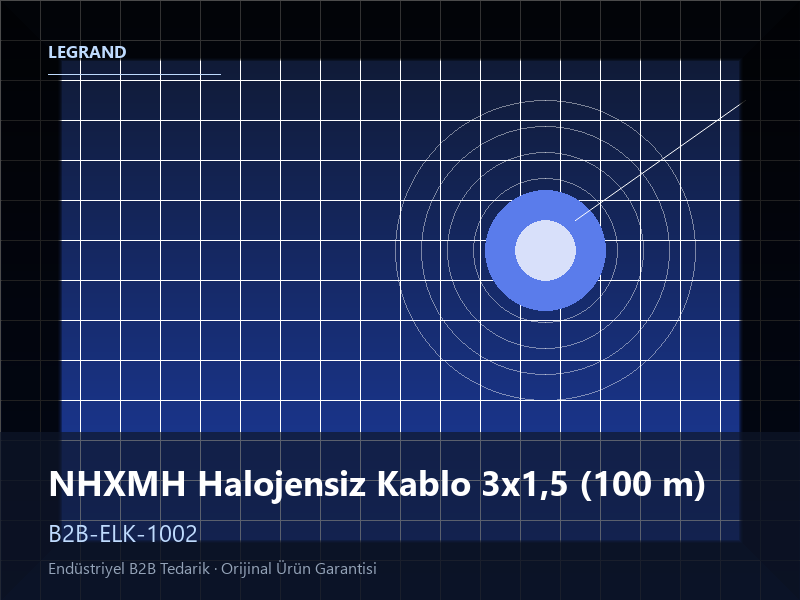 LEGRAND
NHXMH Halojensiz Kablo 3x1,5 (100 m)
B2B-ELK-1002
Endüstriyel B2B Tedarik · Orijinal Ürün Garantisi